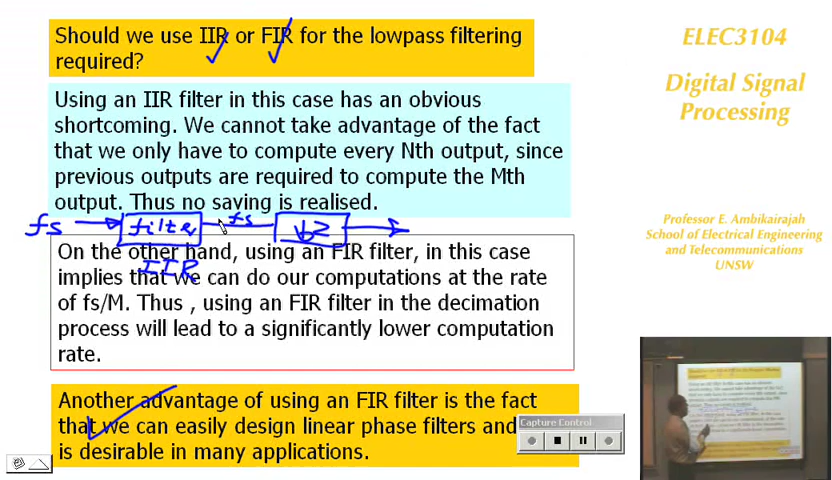 Should we use IIR or FIR for the lowpass filtering
required?
Using an IIR filter in this case has an obvious
shortcoming. We cannot take advantage of the fact
that we only have to compute every Nth output, since
previous outputs are required to compute the Mth
output. Thus no saving is realised.
fs filter fs ↓2
IIR
On the other hand, using an FIR filter, in this case
implies that we can do our computations at the rate
of fs/M. Thus , using an FIR filter in the decimation
process will lead to a significantly lower computation
rate.
Another advantage of using an FIR filter is the fact
that we can easily design linear phase filters and
is desirable in many applications.
Capture Control
ELEC3104
Digital Signal
Processing
Professor E. Ambikairajah
School of Electrical Engineering
and Telecommunications
UNSW